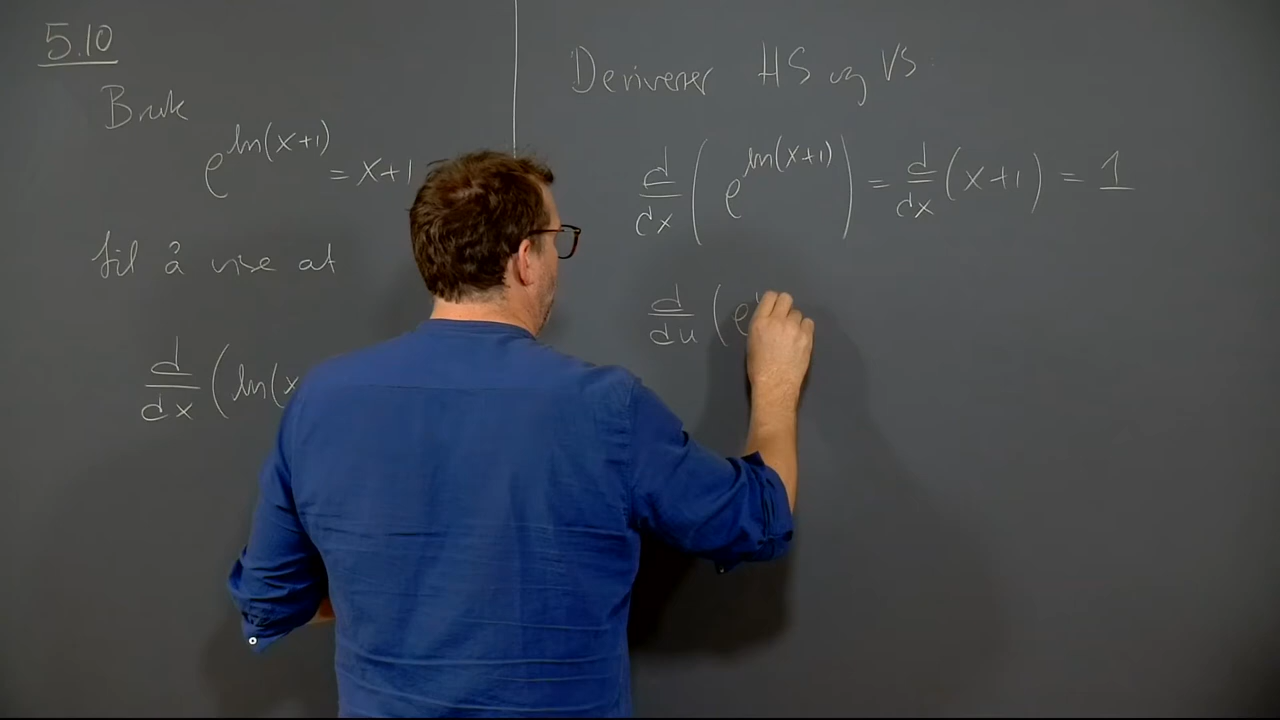 5.10
Bruk
e^{ln(x+1)} = x+1
til å vise at
d/dx (ln(x
Deriverer HS og VS:
d/dx (e^{ln(x+1)}) = d/dx (x+1) = 1
d/du (e